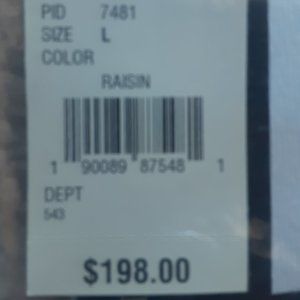 PID 7481
SIZE L
COLOR
RAISIN
1 90089 87548 1
DEPT
543
$198.00